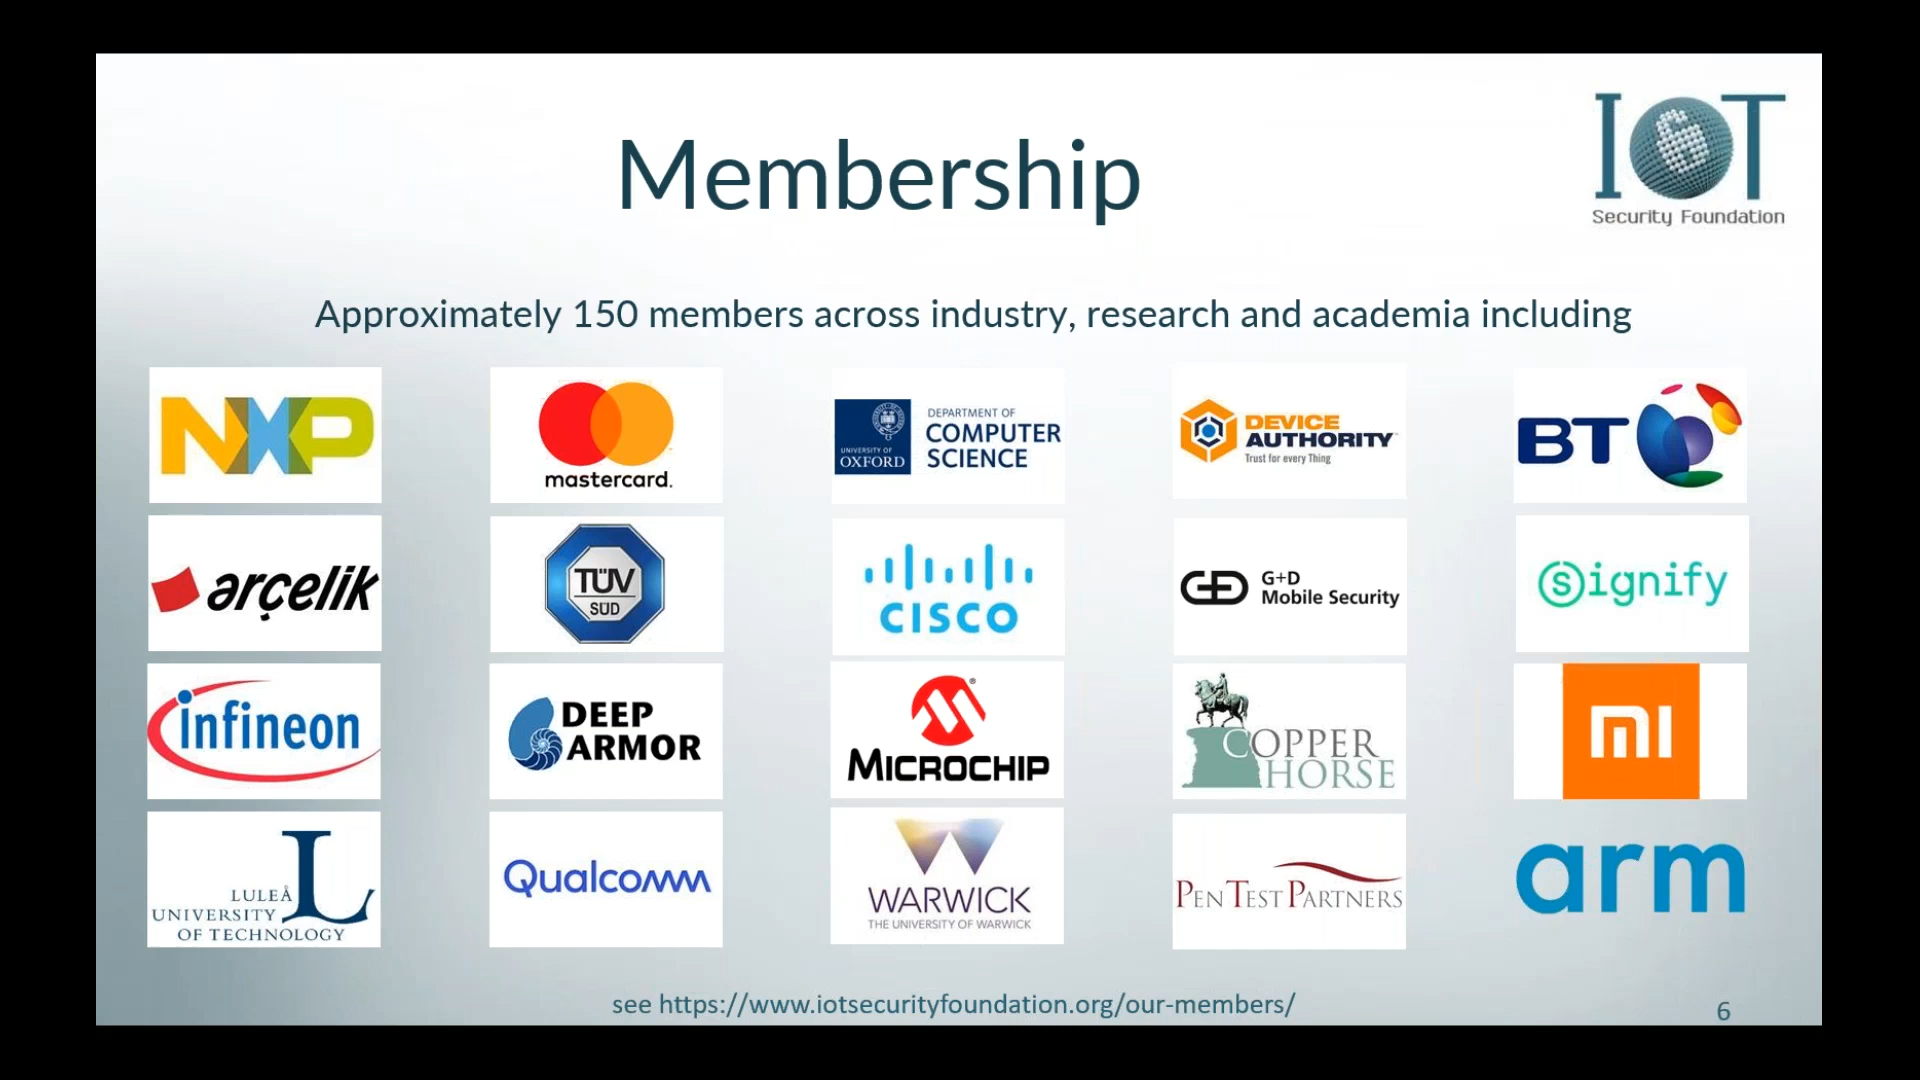 IOT
Security Foundation
Membership
Approximately 150 members across industry, research and academia including
NXP
mastercard.
UNIVERSITY OF
OXFORD
DEPARTMENT OF
COMPUTER
SCIENCE
DEVICE
AUTHORITY
Trust for every Thing
BT
arçelik
TÜV
SÜD
CISCO
G+D
Mobile Security
signify
infineon
DEEP
ARMOR
MICROCHIP
COPPER
HORSE
mi
LULEÅ
UNIVERSITY
OF TECHNOLOGY
L
Qualcomm
WARWICK
THE UNIVERSITY OF WARWICK
PEN TEST PARTNERS
arm
see https://www.iotsecurityfoundation.org/our-members/
6